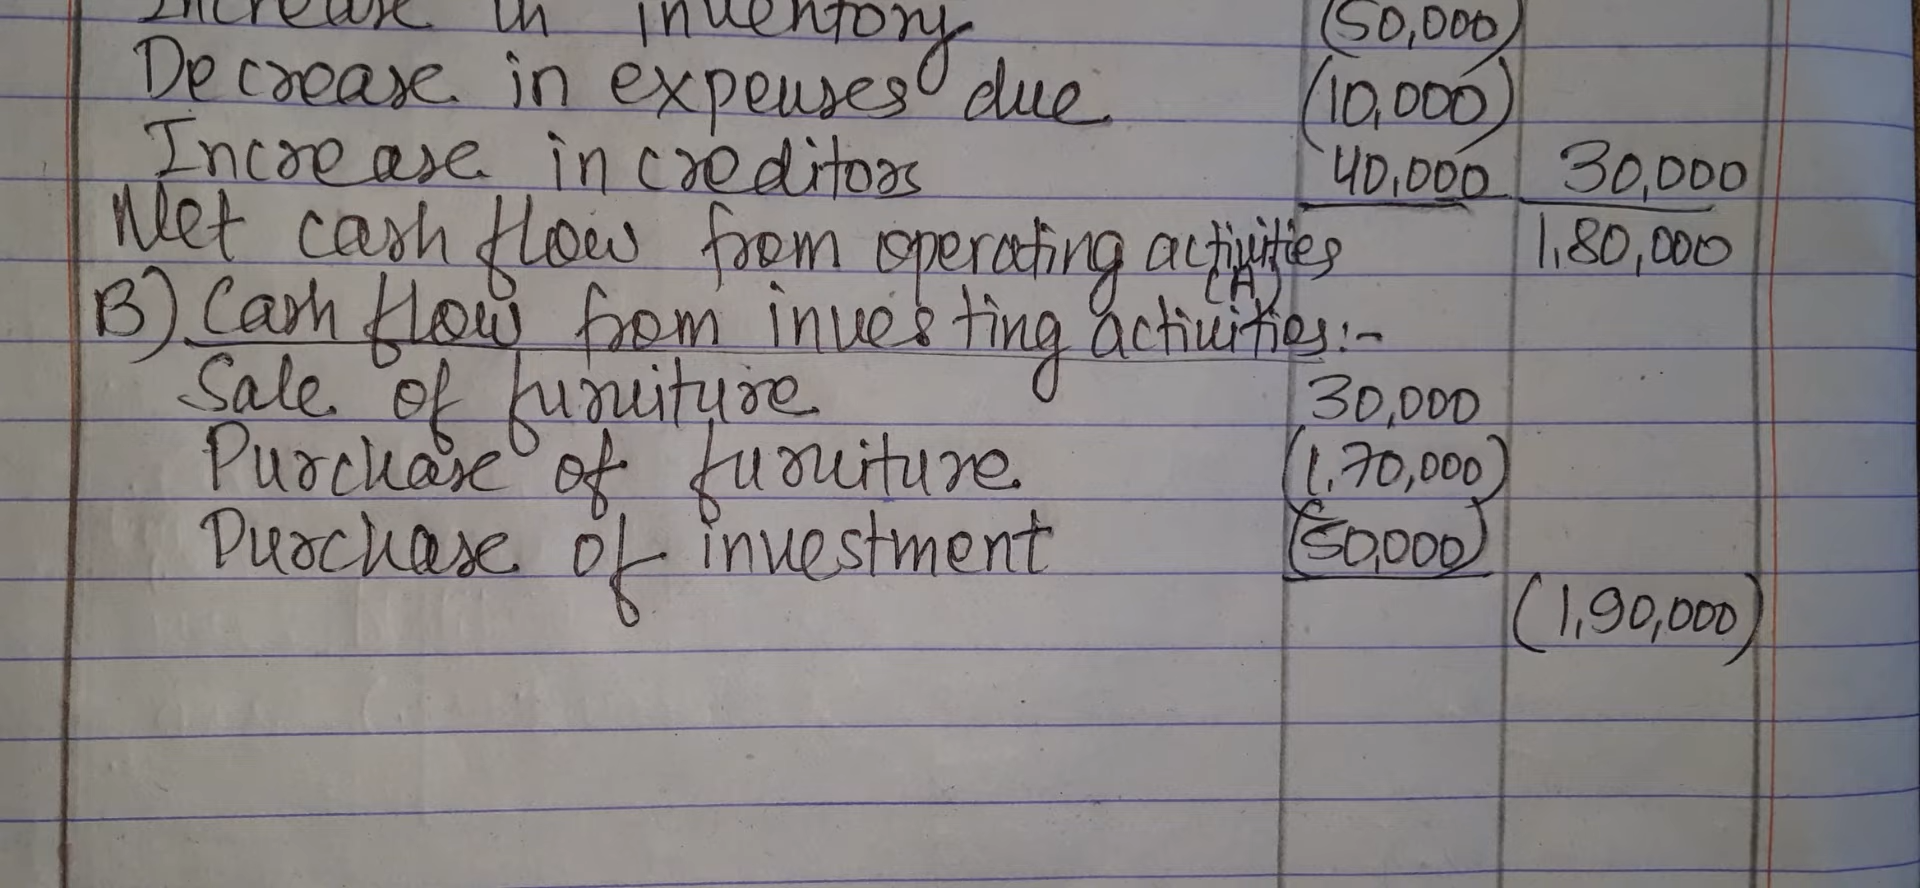 Increase in inventory (50,000)
Decrease in expenses due (10,000)
Increase in creditors 40,000 30,000
Net cash flow from operating activities (A) 1,80,000
B) Cash flow from investing activities:-
Sale of furniture 30,000
Purchase of furniture (1,70,000)
Purchase of investment (50,000)
(1,90,000)